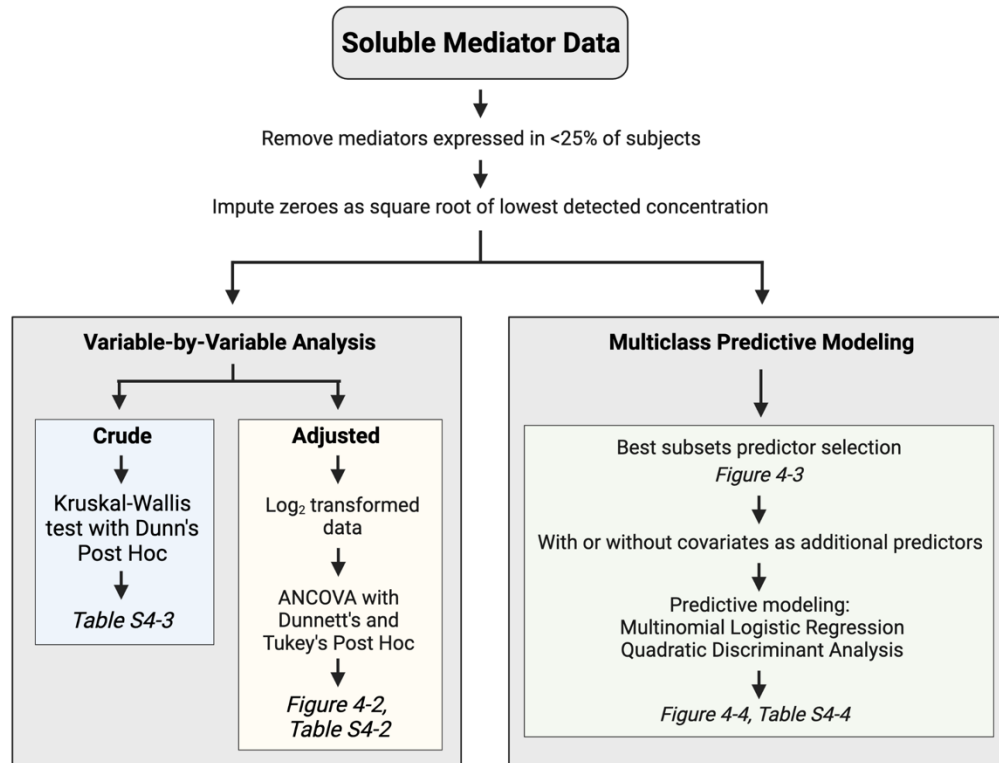 Soluble Mediator Data
Remove mediators expressed in <25% of subjects
Impute zeroes as square root of lowest detected concentration
Variable-by-Variable Analysis
Crude
Kruskal-Wallis
test with Dunn's
Post Hoc
Table S4-3
Adjusted
Log₂ transformed
data
ANCOVA with
Dunnett's and
Tukey's Post Hoc
Figure 4-2,
Table S4-2
Multiclass Predictive Modeling
Best subsets predictor selection
Figure 4-3
With or without covariates as additional predictors
Predictive modeling:
Multinomial Logistic Regression
Quadratic Discriminant Analysis
Figure 4-4, Table S4-4